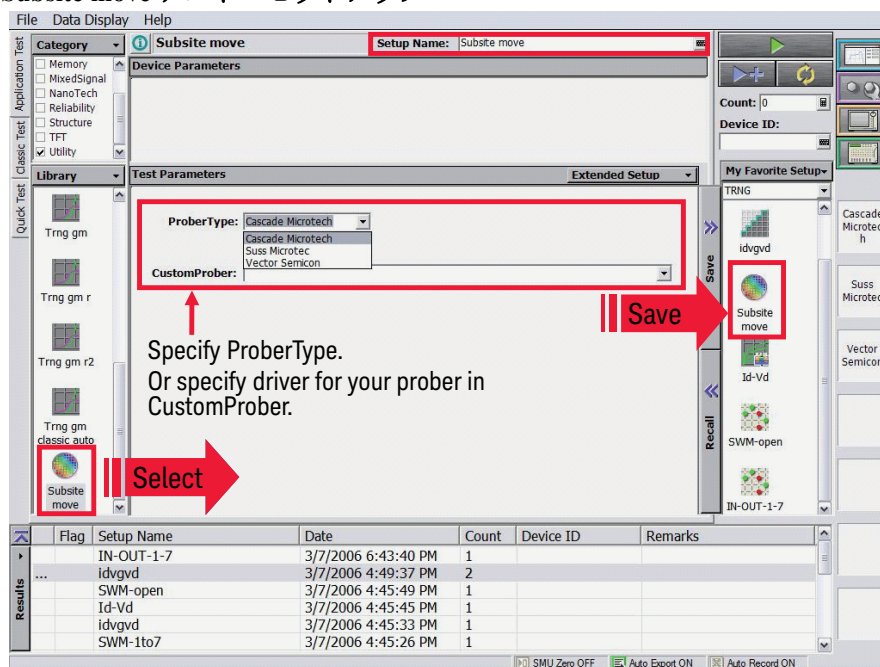 File Data Display Help
Application Test
Classic Test
Quick Test
Category
Memory
MixedSignal
NanoTech
Reliability
Structure
TFT
Utility
Library
Trng gm
Trng gm r
Trng gm r2
Trng gm
classic auto
Subsite
move
Subsite move
Setup Name: Subsite move
Device Parameters
Test Parameters
Extended Setup
ProberType: Cascade Microtech
Cascade Microtech
Suss Microtec
Vector Semicon
CustomProber:
Specify ProberType.
Or specify driver for your prober in
CustomProber.
Select
Save
Save
Recall
Count: 0
Device ID:
My Favorite Setup
TRNG
idvgvd
Subsite
move
Id-Vd
SWM-open
IN-OUT-1-7
Cascade
Microtec
h
Suss
Microtec
Vector
Semicon
Results
Flag Setup Name Date Count Device ID Remarks
IN-OUT-1-7 3/7/2006 6:43:40 PM 1
... idvgvd 3/7/2006 4:49:37 PM 2
SWM-open 3/7/2006 4:45:49 PM 1
Id-Vd 3/7/2006 4:45:45 PM 1
idvgvd 3/7/2006 4:45:33 PM 1
SWM-1to7 3/7/2006 4:45:26 PM 1
SMU Zero OFF Auto Export ON Auto Record ON